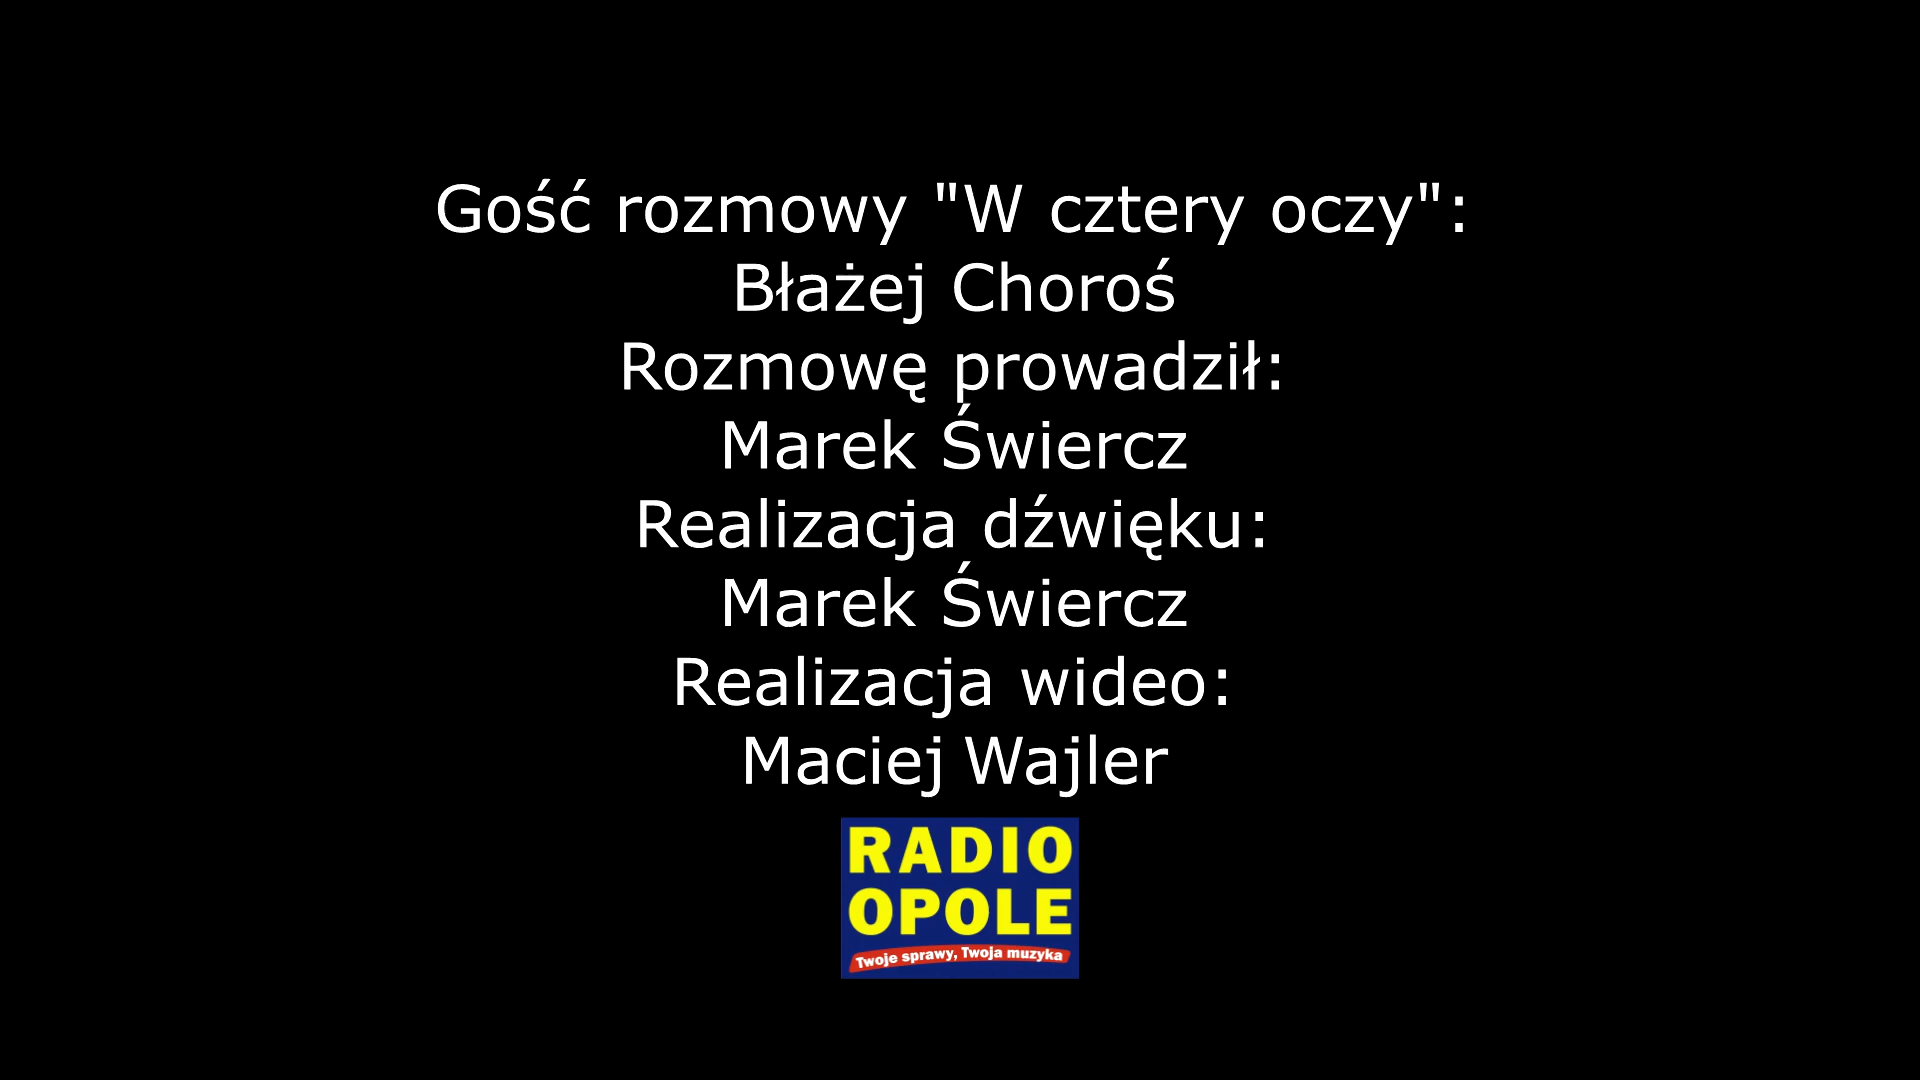 Gość rozmowy "W cztery oczy":
Błażej Choroś
Rozmowę prowadził:
Marek Świercz
Realizacja dźwięku:
Marek Świercz
Realizacja wideo:
Maciej Wajler
RADIO
OPOLE
Twoje sprawy, Twoja muzyka